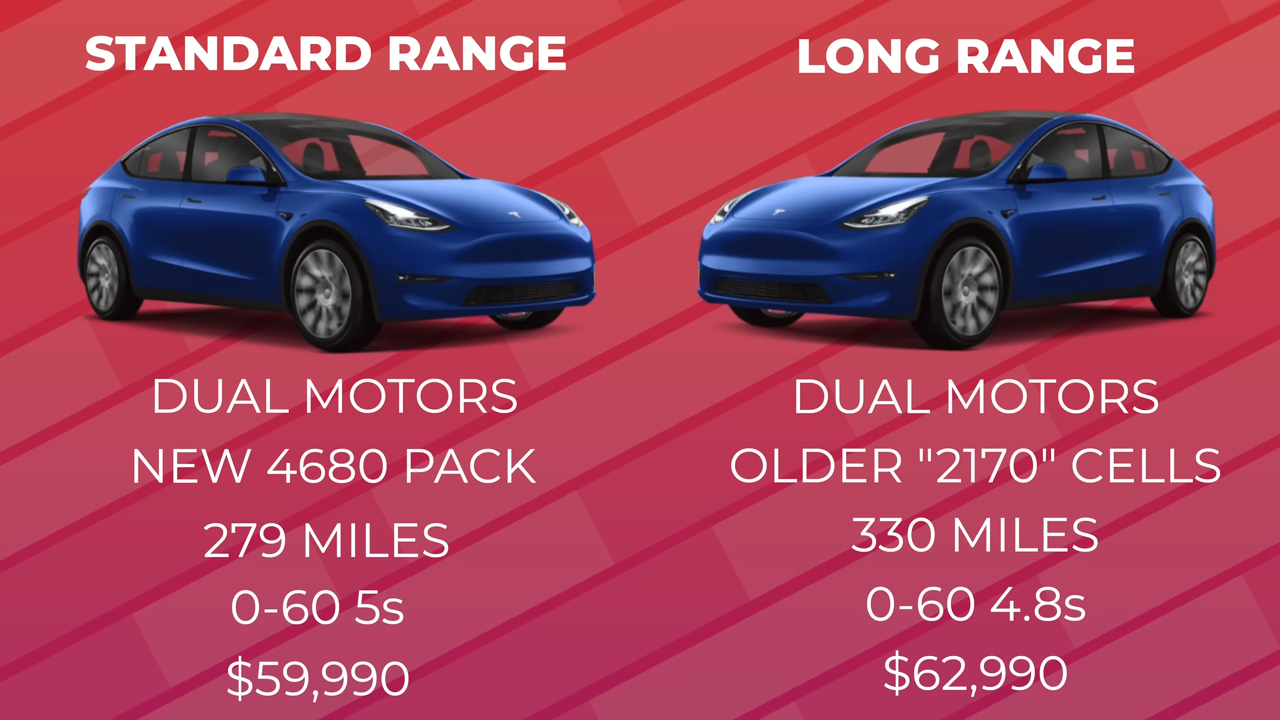 STANDARD RANGE
DUAL MOTORS
NEW 4680 PACK
279 MILES
0-60 5s
$59,990
LONG RANGE
DUAL MOTORS
OLDER "2170" CELLS
330 MILES
0-60 4.8s
$62,990